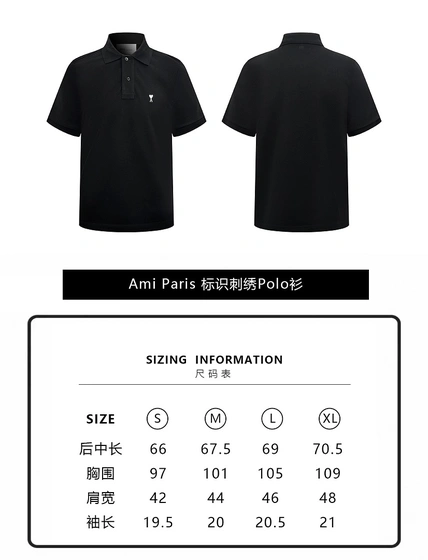 Ami Paris 标识刺绣Polo衫
SIZING INFORMATION
尺码表
SIZE S M L XL
后中长 66 67.5 69 70.5
胸围 97 101 105 109
肩宽 42 44 46 48
袖长 19.5 20 20.5 21